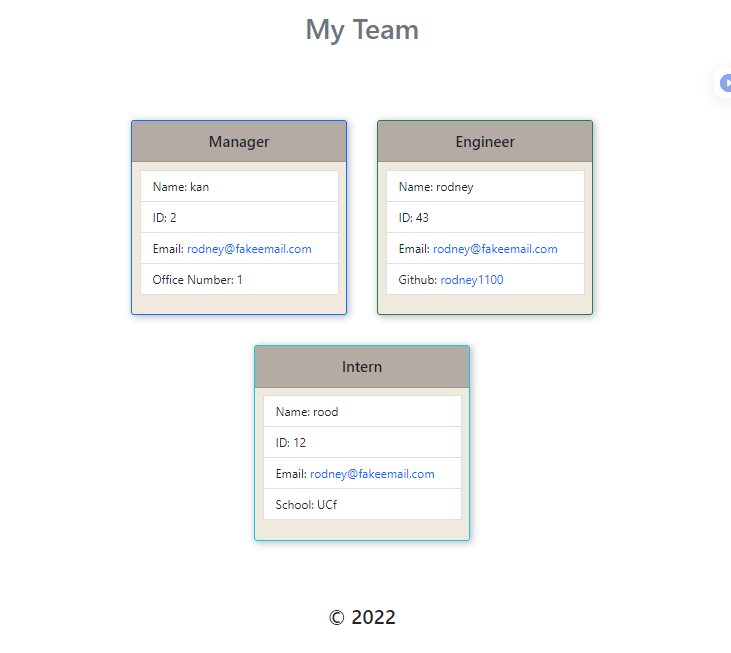 My Team
Manager
Name: kan
ID: 2
Email: rodney@fakeemail.com
Office Number: 1
Engineer
Name: rodney
ID: 43
Email: rodney@fakeemail.com
Github: rodney1100
Intern
Name: rood
ID: 12
Email: rodney@fakeemail.com
School: UCf
© 2022